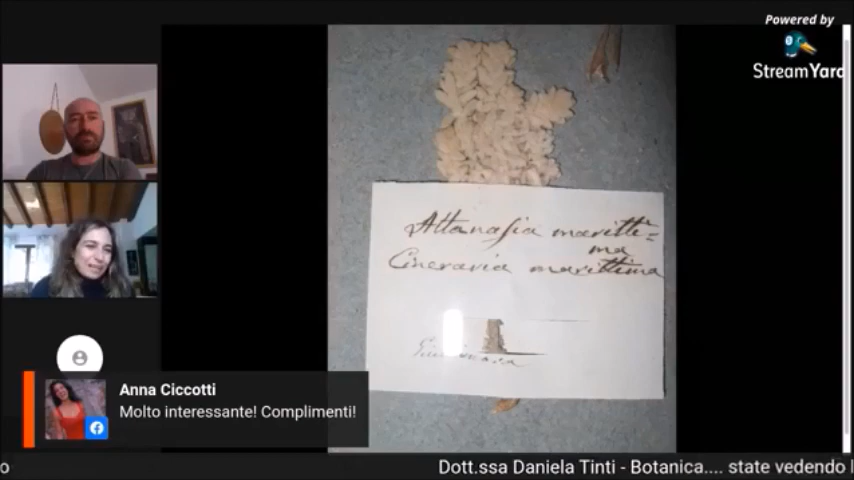 Powered by
StreamYard
Attanasia maritti=
ma
Cineraria marittima
Anna Ciccotti
Molto interessante! Complimenti!
o
Dott.ssa Daniela Tinti - Botanica.... state vedendo l